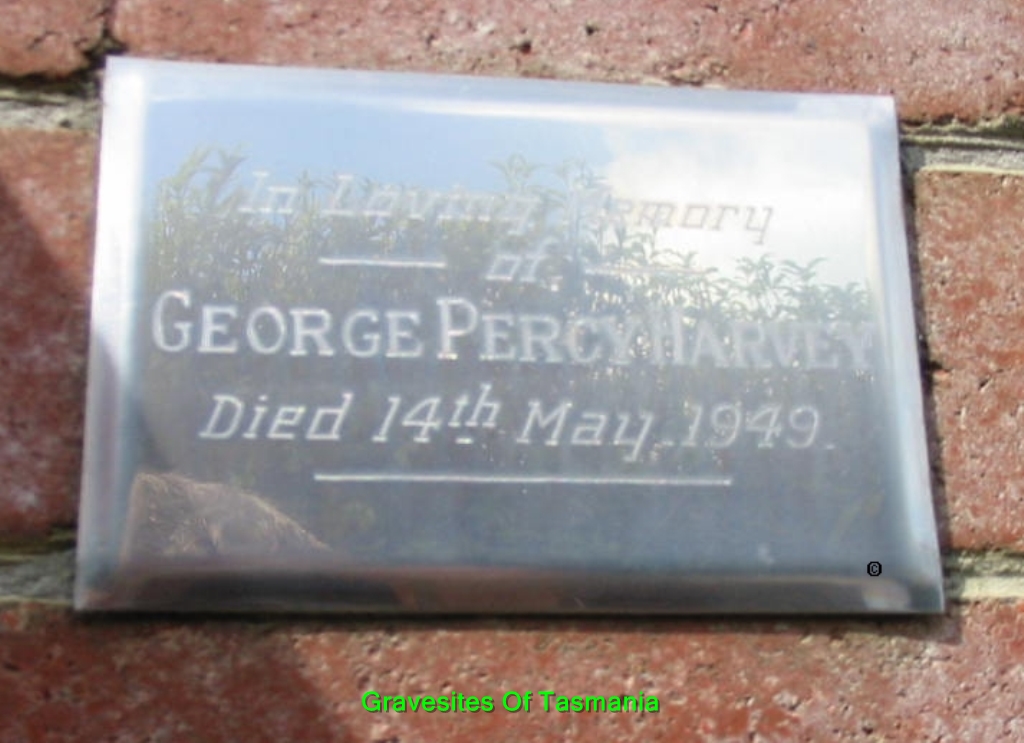 In Loving Memory
of
GEORGE PERCY HARVEY
Died 14th May, 1949.
©
Gravesites Of Tasmania